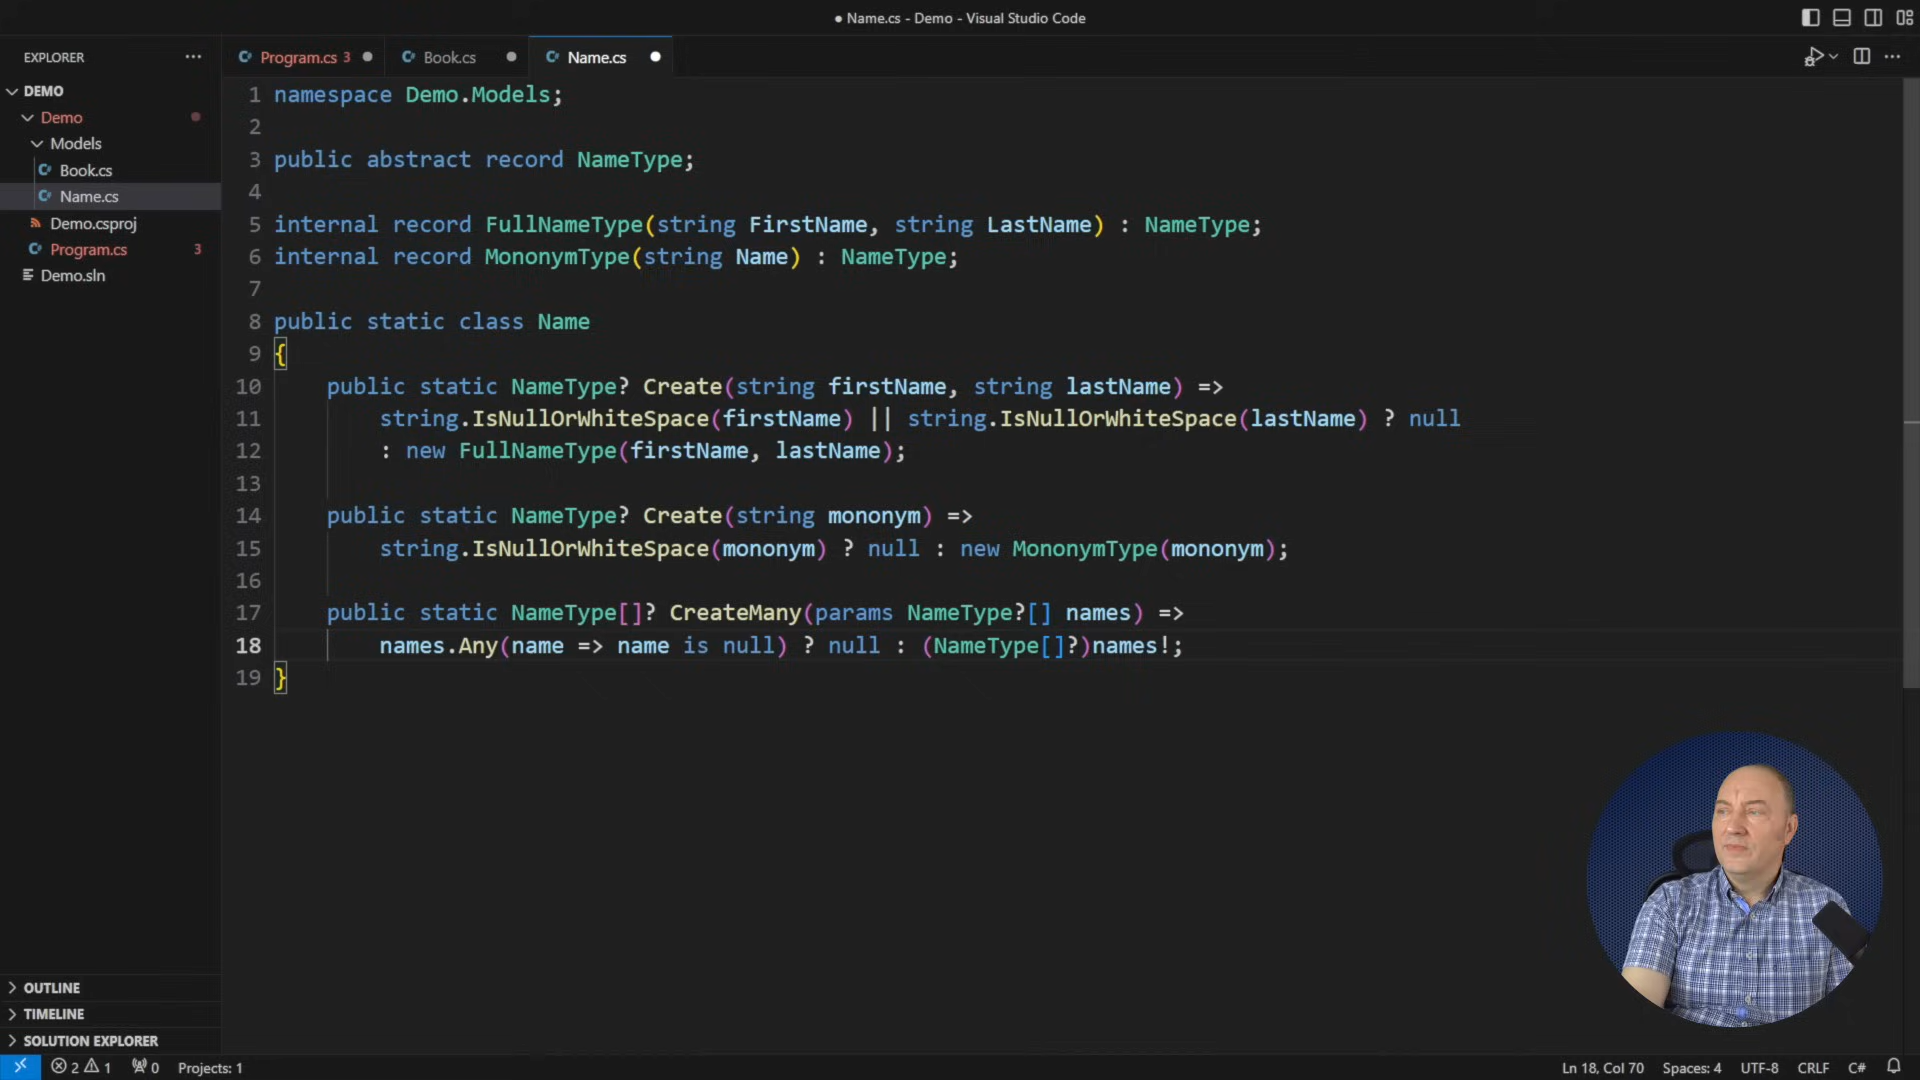 ● Name.cs - Demo - Visual Studio Code
EXPLORER
Program.cs 3
Book.cs
Name.cs
DEMO
Demo
Models
Book.cs
Name.cs
Demo.csproj
Program.cs 3
Demo.sln
1 namespace Demo.Models;
2
3 public abstract record NameType;
4
5 internal record FullNameType(string FirstName, string LastName) : NameType;
6 internal record MononymType(string Name) : NameType;
7
8 public static class Name
9 {
10 public static NameType? Create(string firstName, string lastName) =>
11 string.IsNullOrWhiteSpace(firstName) || string.IsNullOrWhiteSpace(lastName) ? null
12 : new FullNameType(firstName, lastName);
13
14 public static NameType? Create(string mononym) =>
15 string.IsNullOrWhiteSpace(mononym) ? null : new MononymType(mononym);
16
17 public static NameType[]? CreateMany(params NameType?[] names) =>
18 names.Any(name => name is null) ? null : (NameType[]?)names!;
19 }
OUTLINE
TIMELINE
SOLUTION EXPLORER
2 1 0 Projects: 1 Ln 18, Col 70 Spaces: 4 UTF-8 CRLF C#